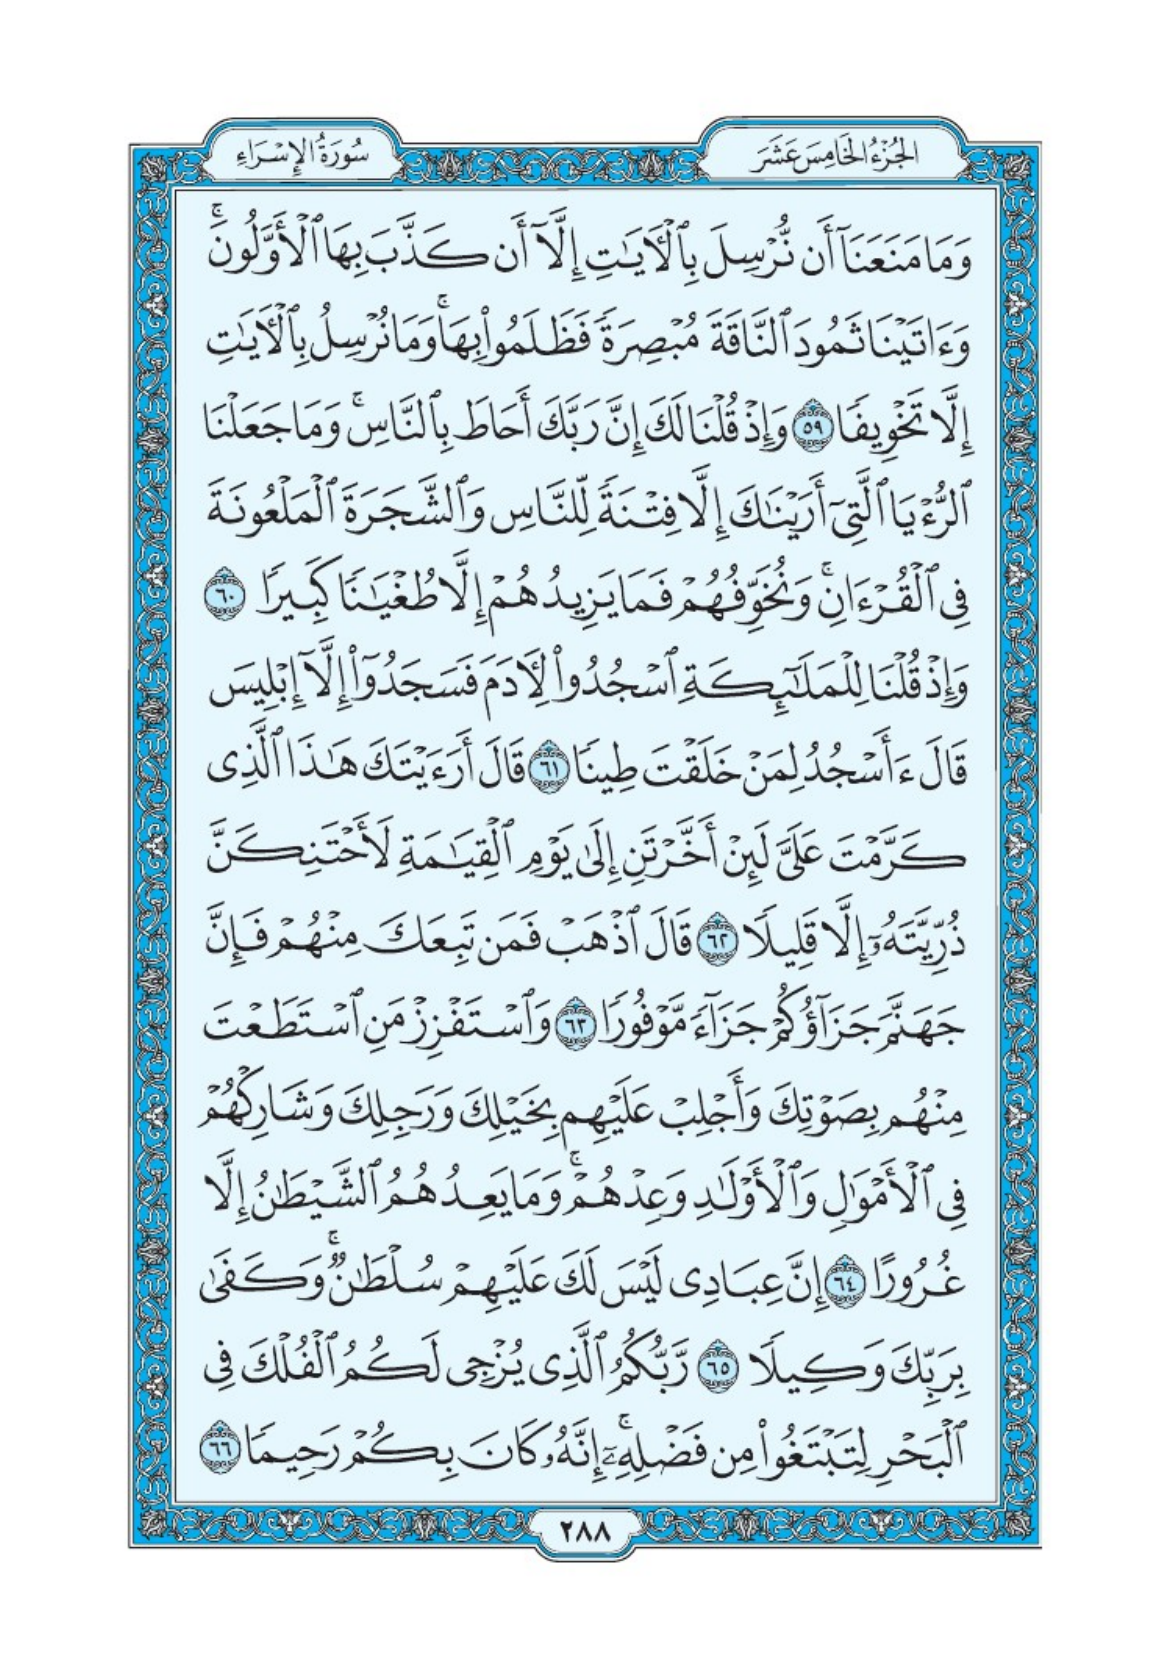 الجُزْءُ الخَامِسَ عَشَرَ
سُورَةُ الإِسْرَاءِ
وَمَا مَنَعَنَآ أَن نُّرْسِلَ بِٱلْأٓيَٰتِ إِلَّآ أَن كَذَّبَ بِهَا ٱلْأَوَّلُونَۚ
وَءَاتَيْنَا ثَمُودَ ٱلنَّاقَةَ مُبْصِرَةً فَظَلَمُوا۟ بِهَاۚ وَمَا نُرْسِلُ بِٱلْأٓيَٰتِ
إِلَّا تَخْوِيفًا ٥٩ وَإِذْ قُلْنَا لَكَ إِنَّ رَبَّكَ أَحَاطَ بِٱلنَّاسِۚ وَمَا جَعَلْنَا
ٱلرُّءْيَا ٱلَّتِىٓ أَرَيْنَٰكَ إِلَّا فِتْنَةً لِّلنَّاسِ وَٱلشَّجَرَةَ ٱلْمَلْعُونَةَ
فِى ٱلْقُرْءَانِۚ وَنُخَوِّفُهُمْ فَمَا يَزِيدُهُمْ إِلَّا طُغْيَٰنًا كَبِيرًا ٦٠
وَإِذْ قُلْنَا لِلْمَلَٰٓئِكَةِ ٱسْجُدُوا۟ لِأٓدَمَ فَسَجَدُوٓا۟ إِلَّآ إِبْلِيسَ
قَالَ ءَأَسْجُدُ لِمَنْ خَلَقْتَ طِينًا ٦١ قَالَ أَرَءَيْتَكَ هَٰذَا ٱلَّذِى
كَرَّمْتَ عَلَىَّ لَئِنْ أَخَّرْتَنِ إِلَىٰ يَوْمِ ٱلْقِيَٰمَةِ لَأَحْتَنِكَنَّ
ذُرِّيَّتَهُۥٓ إِلَّا قَلِيلًا ٦٢ قَالَ ٱذْهَبْ فَمَن تَبِعَكَ مِنْهُمْ فَإِنَّ
جَهَنَّمَ جَزَآؤُكُمْ جَزَآءً مَّوْفُورًا ٦٣ وَٱسْتَفْزِزْ مَنِ ٱسْتَطَعْتَ
مِنْهُم بِصَوْتِكَ وَأَجْلِبْ عَلَيْهِم بِخَيْلِكَ وَرَجِلِكَ وَشَارِكْهُمْ
فِى ٱلْأَمْوَٰلِ وَٱلْأَوْلَٰدِ وَعِدْهُمْۚ وَمَا يَعِدُهُمُ ٱلشَّيْطَٰنُ إِلَّا
غُرُورًا ٦٤ إِنَّ عِبَادِى لَيْسَ لَكَ عَلَيْهِمْ سُلْطَٰنٌۚ وَكَفَىٰ
بِرَبِّكَ وَكِيلًا ٦٥ رَّبُّكُمُ ٱلَّذِى يُزْجِى لَكُمُ ٱلْفُلْكَ فِى
ٱلْبَحْرِ لِتَبْتَغُوا۟ مِن فَضْلِهِۦٓۚ إِنَّهُۥ كَانَ بِكُمْ رَحِيمًا ٦٦
٢٨٨